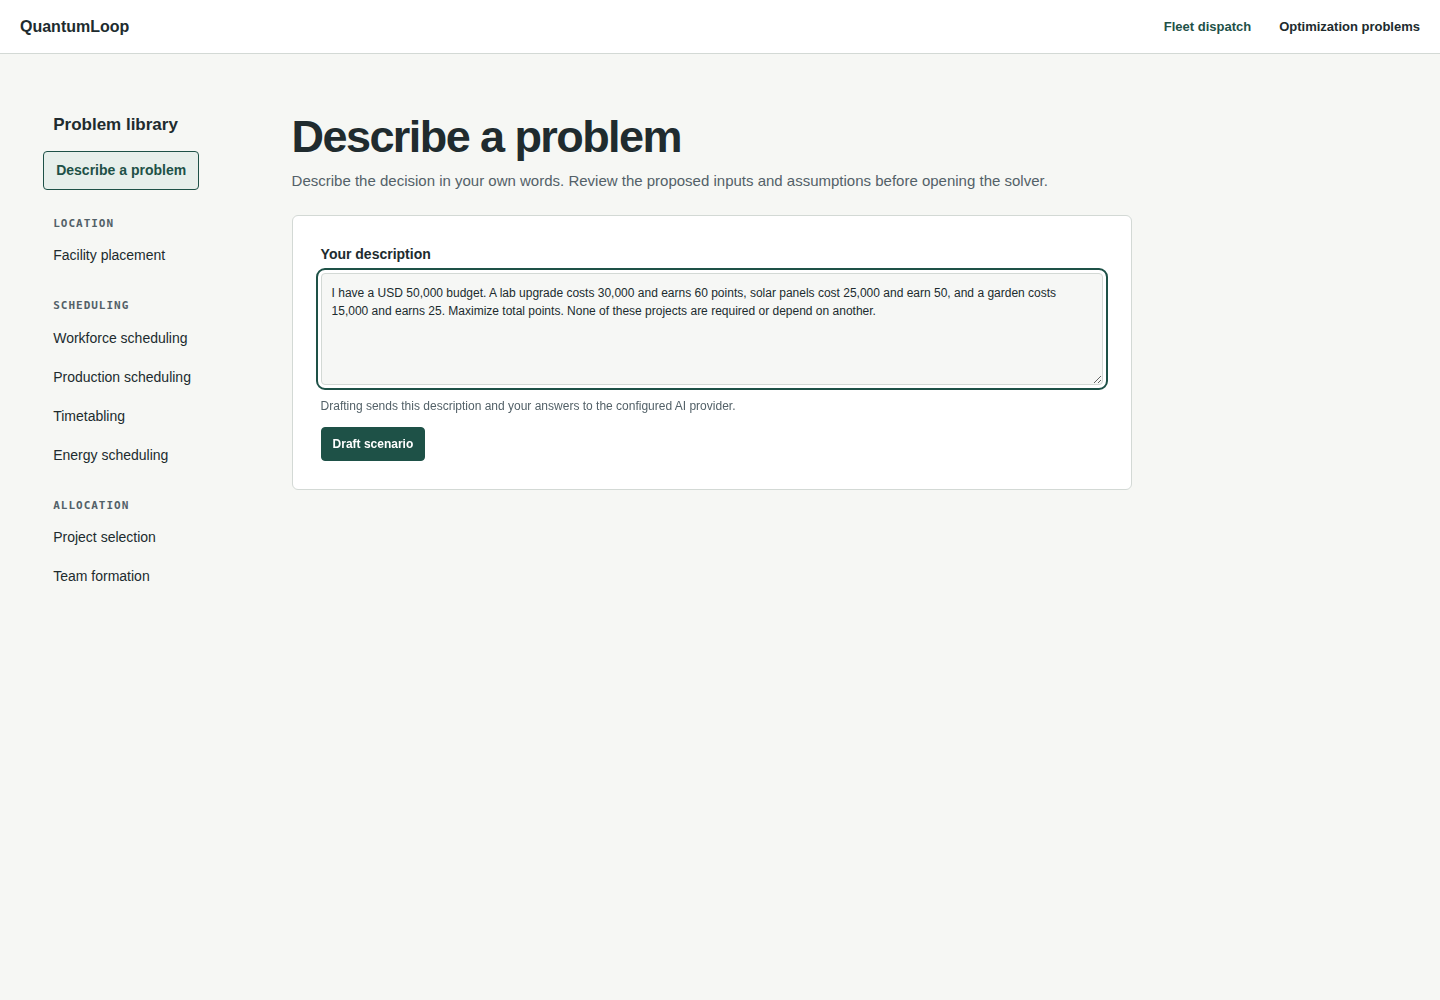 QuantumLoop
Fleet dispatch
Optimization problems
Problem library
Describe a problem
LOCATION
Facility placement
SCHEDULING
Workforce scheduling
Production scheduling
Timetabling
Energy scheduling
ALLOCATION
Project selection
Team formation
Describe a problem
Describe the decision in your own words. Review the proposed inputs and assumptions before opening the solver.
Your description
I have a USD 50,000 budget. A lab upgrade costs 30,000 and earns 60 points, solar panels cost 25,000 and earn 50, and a garden costs
15,000 and earns 25. Maximize total points. None of these projects are required or depend on another.
Drafting sends this description and your answers to the configured AI provider.
Draft scenario